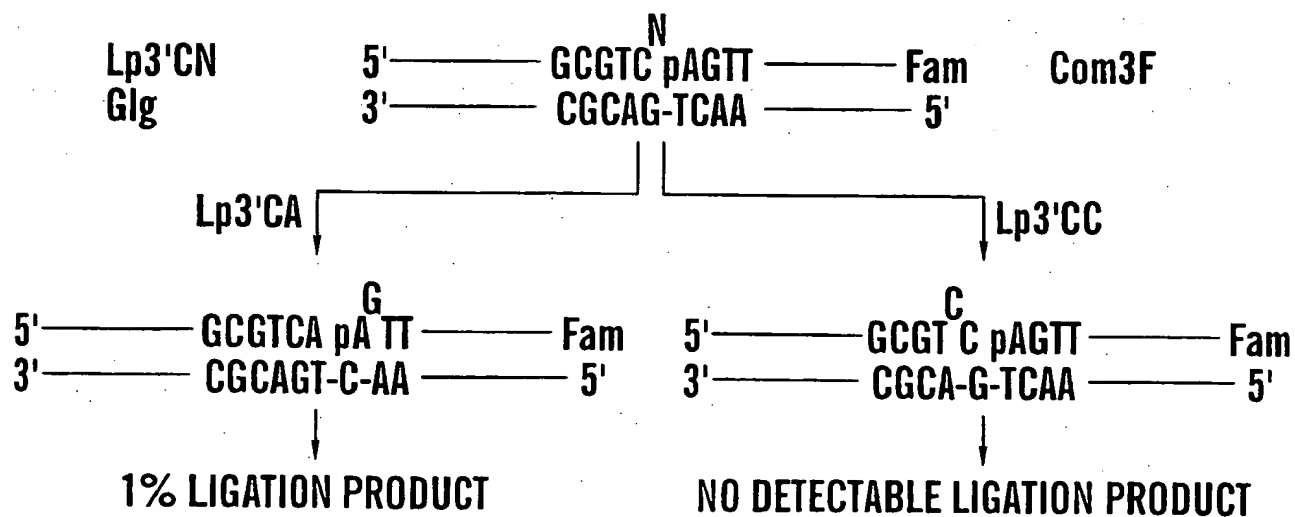 N
Lp3'CN 5' GCGTC pAGTT Fam Com3F
Glg 3' CGCAG-TCAA 5'
Lp3'CA Lp3'CC
G C
5' GCGTCA pA TT Fam 5' GCGT C pAGTT Fam
3' CGCAGT-C-AA 5' 3' CGCA-G-TCAA 5'
1% LIGATION PRODUCT NO DETECTABLE LIGATION PRODUCT